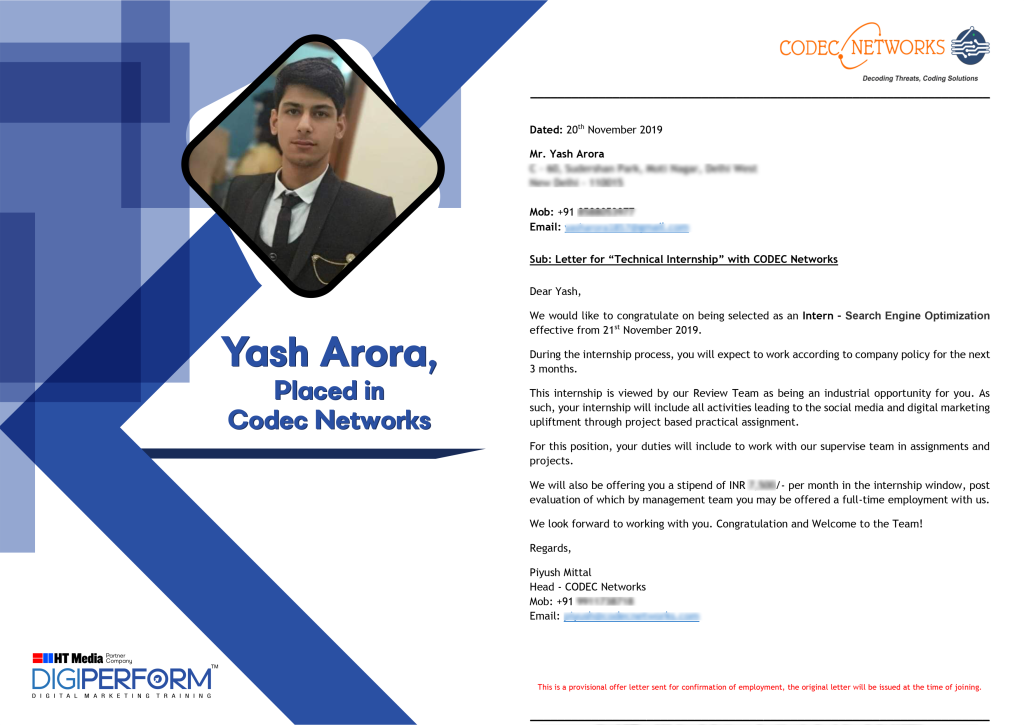 Yash Arora,
Placed in
Codec Networks
HT Media Partner Company
DIGIPERFORM™
DIGITAL MARKETING TRAINING
CODEC NETWORKS
Decoding Threats, Coding Solutions
Dated: 20th November 2019
Mr. Yash Arora
Mob: +91
Email:
Sub: Letter for “Technical Internship” with CODEC Networks
Dear Yash,
We would like to congratulate on being selected as an Intern - Search Engine Optimization
effective from 21st November 2019.
During the internship process, you will expect to work according to company policy for the next
3 months.
This internship is viewed by our Review Team as being an industrial opportunity for you. As
such, your internship will include all activities leading to the social media and digital marketing
upliftment through project based practical assignment.
For this position, your duties will include to work with our supervise team in assignments and
projects.
We will also be offering you a stipend of INR /- per month in the internship window, post
evaluation of which by management team you may be offered a full-time employment with us.
We look forward to working with you. Congratulation and Welcome to the Team!
Regards,
Piyush Mittal
Head - CODEC Networks
Mob: +91
Email:
This is a provisional offer letter sent for confirmation of employment, the original letter will be issued at the time of joining.